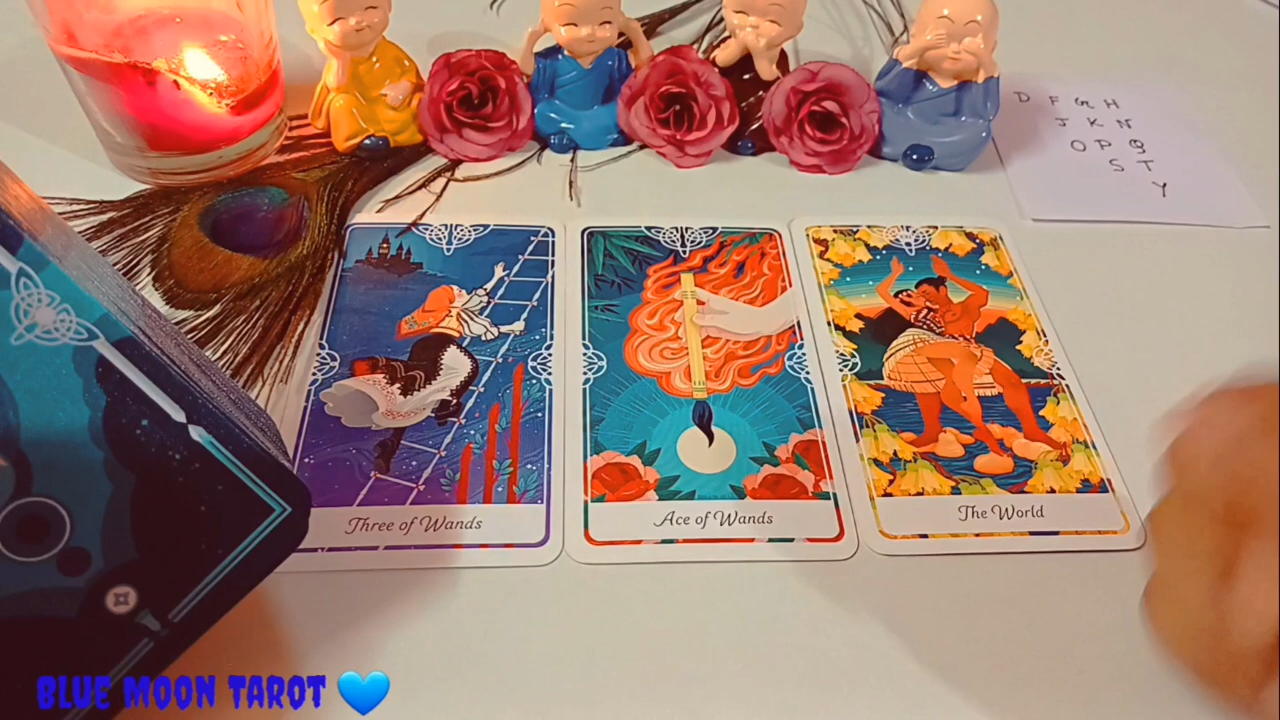 D F G H
J K N
O P Q
S T
Y
Three of Wands
Ace of Wands
The World
BLUE MOON TAROT 💙